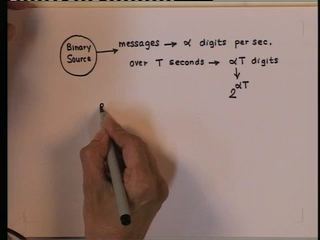 Binary Source
messages → α digits per sec.
over T seconds → αT digits
↓
2^αT